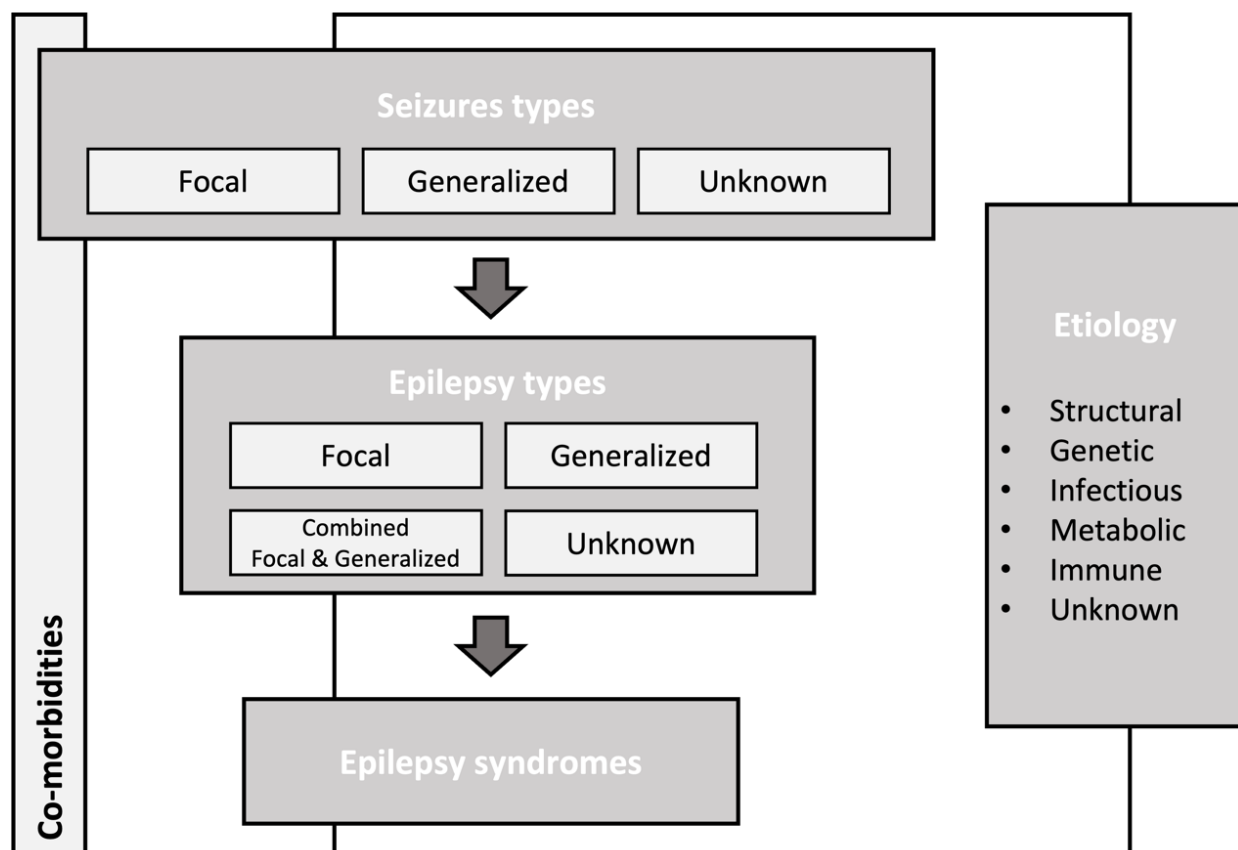 Seizures types
Focal
Generalized
Unknown
Epilepsy types
Focal
Generalized
Combined
Focal & Generalized
Unknown
Epilepsy syndromes
Co-morbidities
Etiology
• Structural
• Genetic
• Infectious
• Metabolic
• Immune
• Unknown